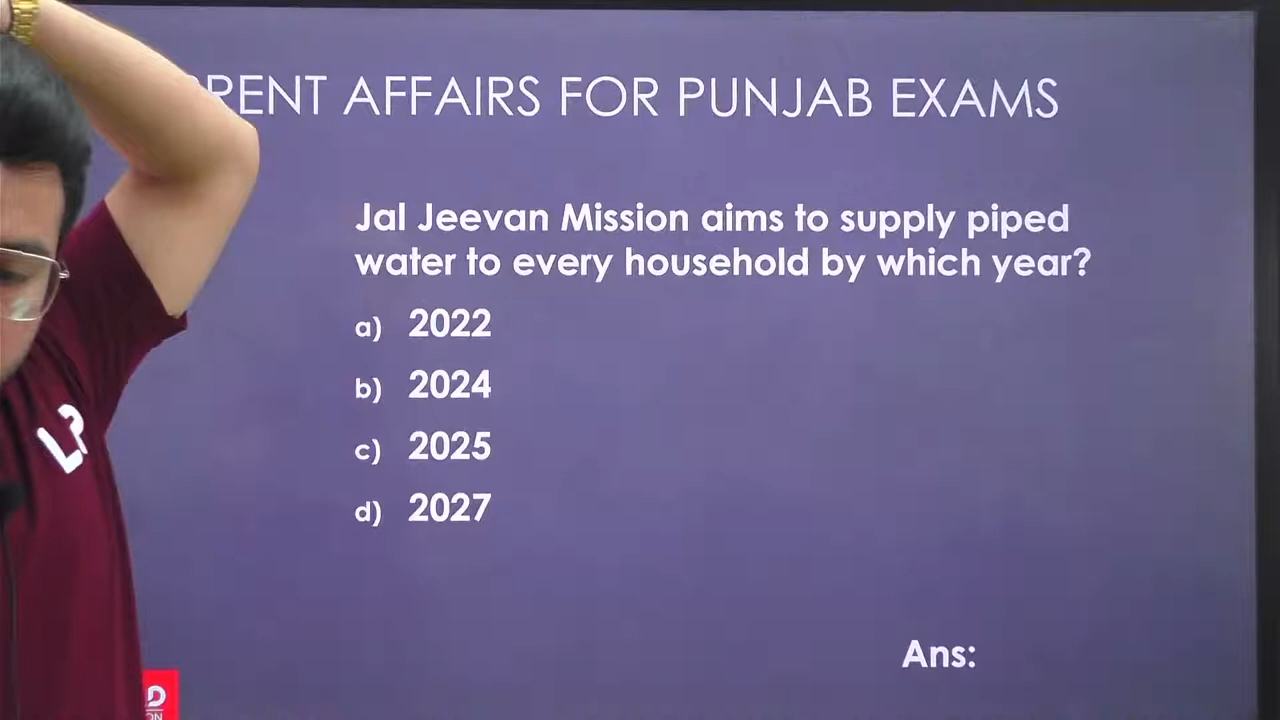 RENT AFFAIRS FOR PUNJAB EXAMS
Jal Jeevan Mission aims to supply piped
water to every household by which year?
a) 2022
b) 2024
c) 2025
d) 2027
Ans: